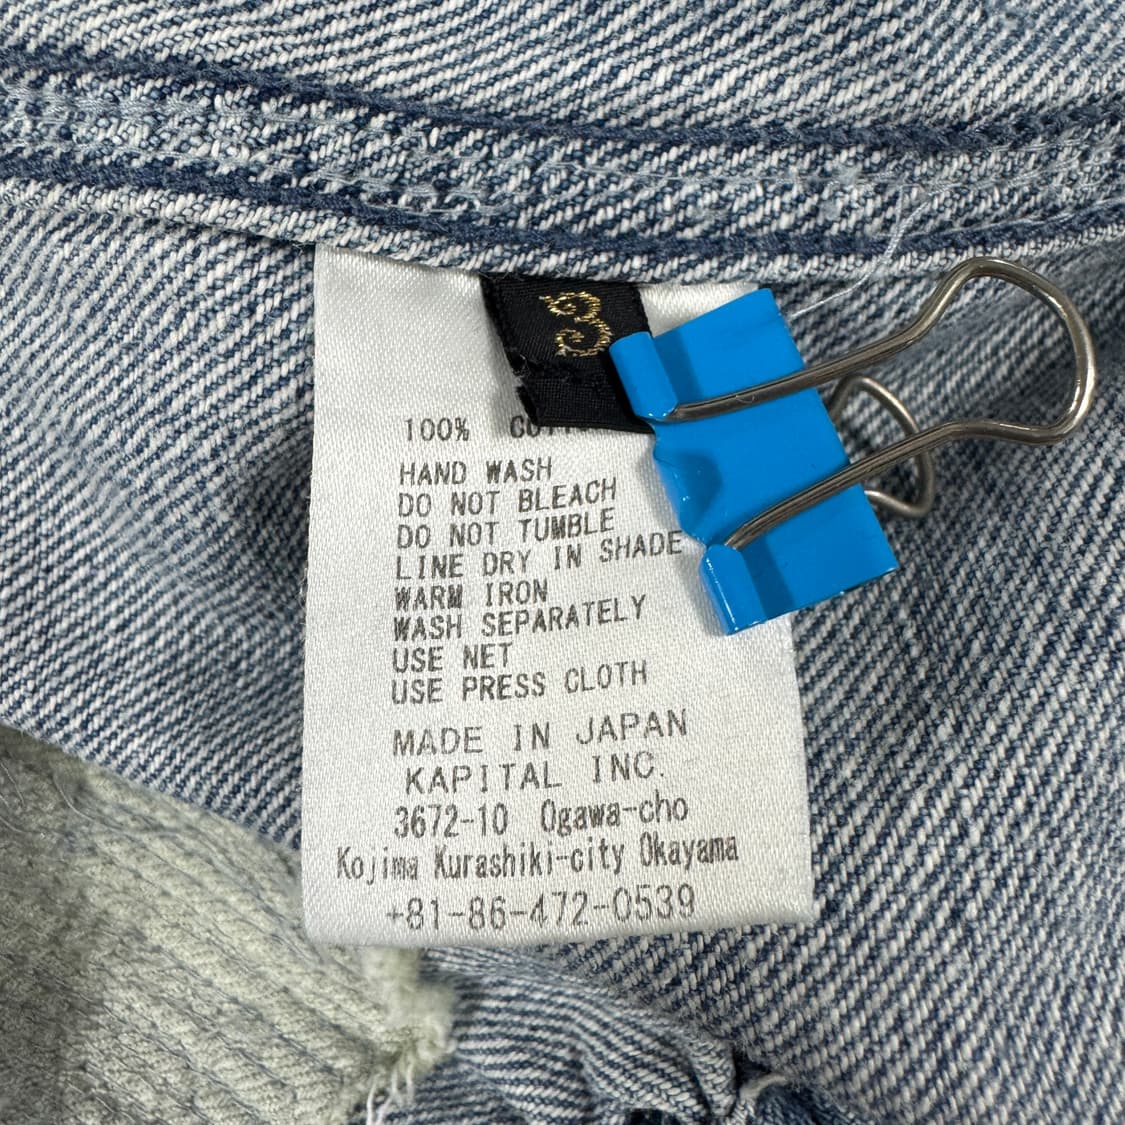 3
100%
HAND WASH
DO NOT BLEACH
DO NOT TUMBLE
LINE DRY IN SHADE
WARM IRON
WASH SEPARATELY
USE NET
USE PRESS CLOTH
MADE IN JAPAN
KAPITAL INC.
3672-10 Ogawa-cho
Kojima Kurashiki-city Okayama
+81-86-472-0539